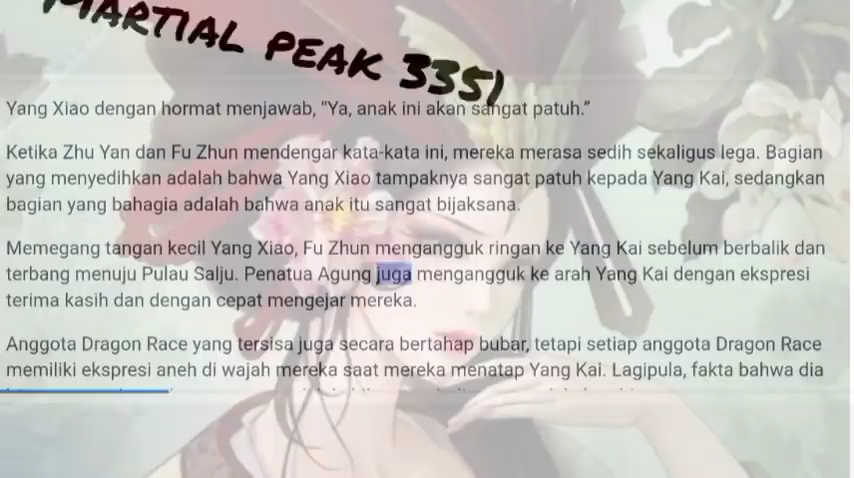 MARTIAL PEAK 3351
Yang Xiao dengan hormat menjawab, “Ya, anak ini akan sangat patuh.”
Ketika Zhu Yan dan Fu Zhun mendengar kata-kata ini, mereka merasa sedih sekaligus lega. Bagian
yang menyedihkan adalah bahwa Yang Xiao tampaknya sangat patuh kepada Yang Kai, sedangkan
bagian yang bahagia adalah bahwa anak itu sangat bijaksana.
Memegang tangan kecil Yang Xiao, Fu Zhun mengangguk ringan ke Yang Kai sebelum berbalik dan
terbang menuju Pulau Salju. Penatua Agung juga mengangguk ke arah Yang Kai dengan ekspresi
terima kasih dan dengan cepat mengejar mereka.
Anggota Dragon Race yang tersisa juga secara bertahap bubar, tetapi setiap anggota Dragon Race
memiliki ekspresi aneh di wajah mereka saat mereka menatap Yang Kai. Lagipula, fakta bahwa dia